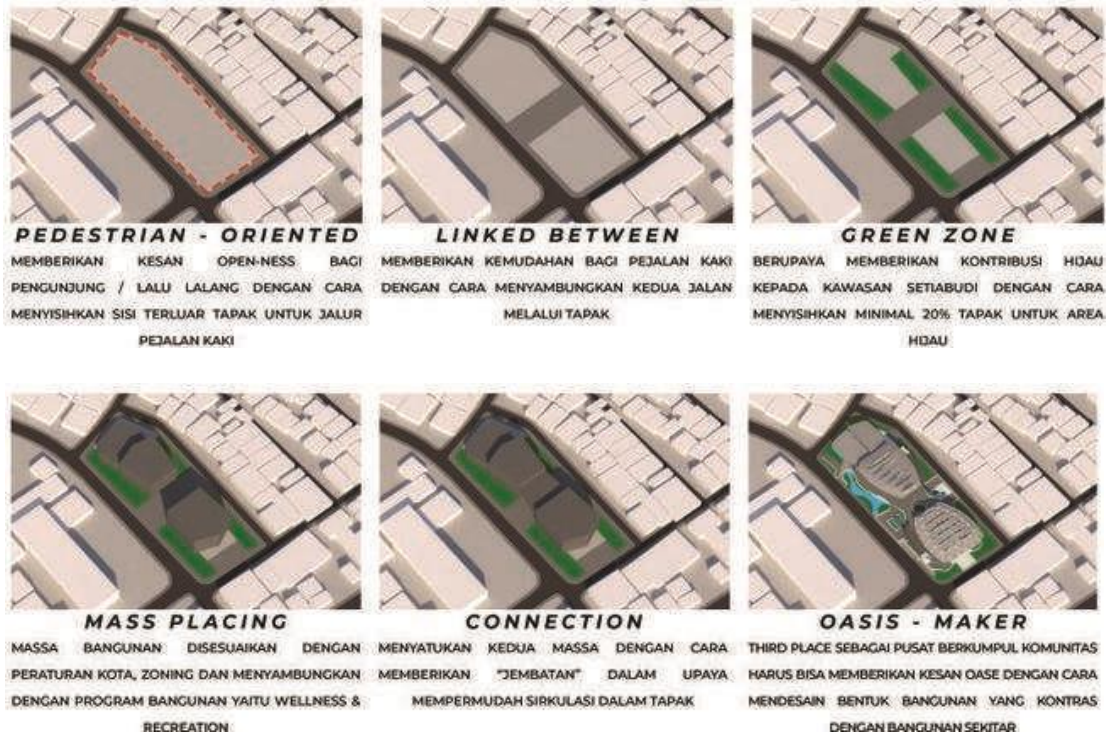 PEDESTRIAN - ORIENTED
MEMBERIKAN KESAN OPEN-NESS BAGI
PENGUNJUNG / LALU LALANG DENGAN CARA
MENYISIHKAN SISI TERLUAR TAPAK UNTUK JALUR
PEJALAN KAKI
LINKED BETWEEN
MEMBERIKAN KEMUDAHAN BAGI PEJALAN KAKI
DENGAN CARA MENYAMBUNGKAN KEDUA JALAN
MELALUI TAPAK
GREEN ZONE
BERUPAYA MEMBERIKAN KONTRIBUSI HIJAU
KEPADA KAWASAN SETIABUDI DENGAN CARA
MENYISIHKAN MINIMAL 20% TAPAK UNTUK AREA
HIJAU
MASS PLACING
MASSA BANGUNAN DISESUAIKAN DENGAN
PERATURAN KOTA, ZONING DAN MENYAMBUNGKAN
DENGAN PROGRAM BANGUNAN YAITU WELLNESS &
RECREATION
CONNECTION
MENYATUKAN KEDUA MASSA DENGAN CARA
MEMBERIKAN "JEMBATAN" DALAM UPAYA
MEMPERMUDAH SIRKULASI DALAM TAPAK
OASIS - MAKER
THIRD PLACE SEBAGAI PUSAT BERKUMPUL KOMUNITAS
HARUS BISA MEMBERIKAN KESAN OASE DENGAN CARA
MENDESAIN BENTUK BANGUNAN YANG KONTRAS
DENGAN BANGUNAN SEKITAR